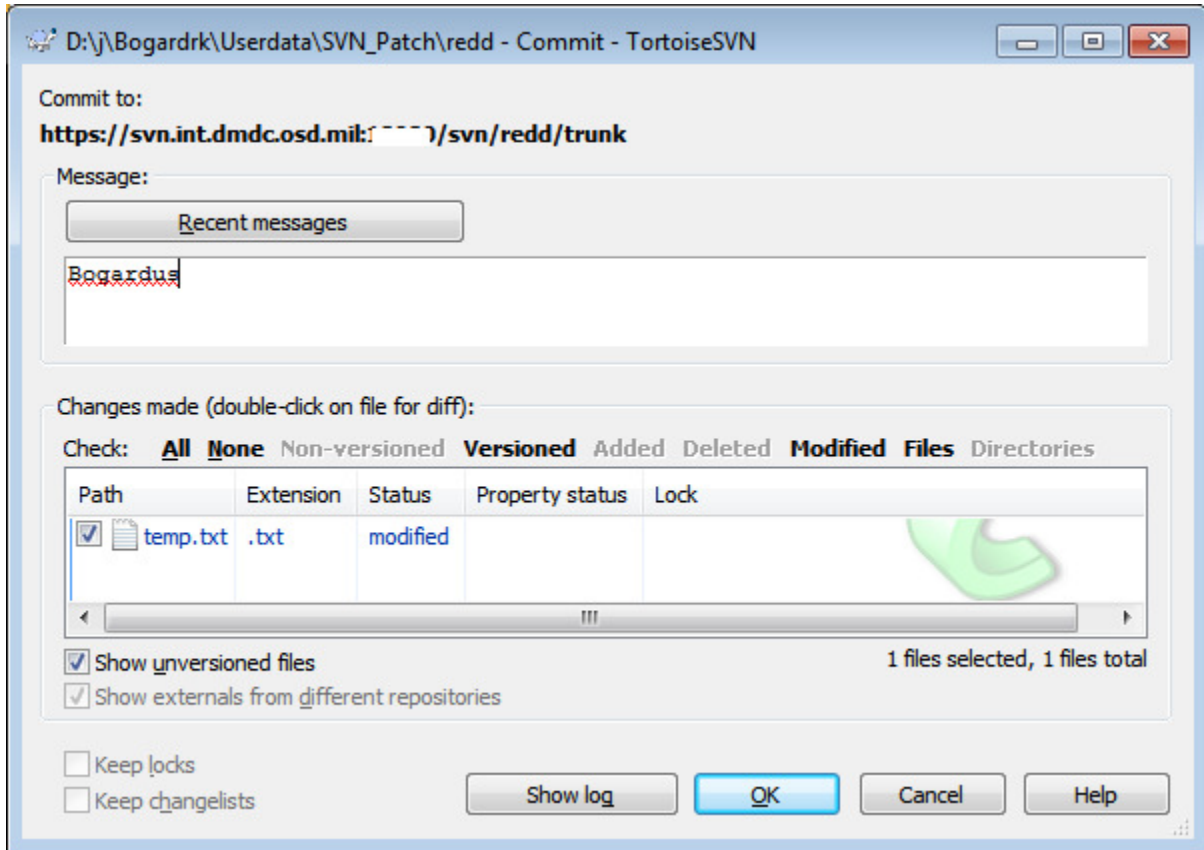 D:\j\Bogardrk\Userdata\SVN_Patch\redd - Commit - TortoiseSVN
Commit to:
https://svn.int.dmdc.osd.mil: /svn/redd/trunk
Message:
Recent messages
Bogardus
Changes made (double-click on file for diff):
Check: All None Non-versioned Versioned Added Deleted Modified Files Directories
Path Extension Status Property status Lock
temp.txt .txt modified
Show unversioned files
1 files selected, 1 files total
Show externals from different repositories
Keep locks
Keep changelists
Show log OK Cancel Help